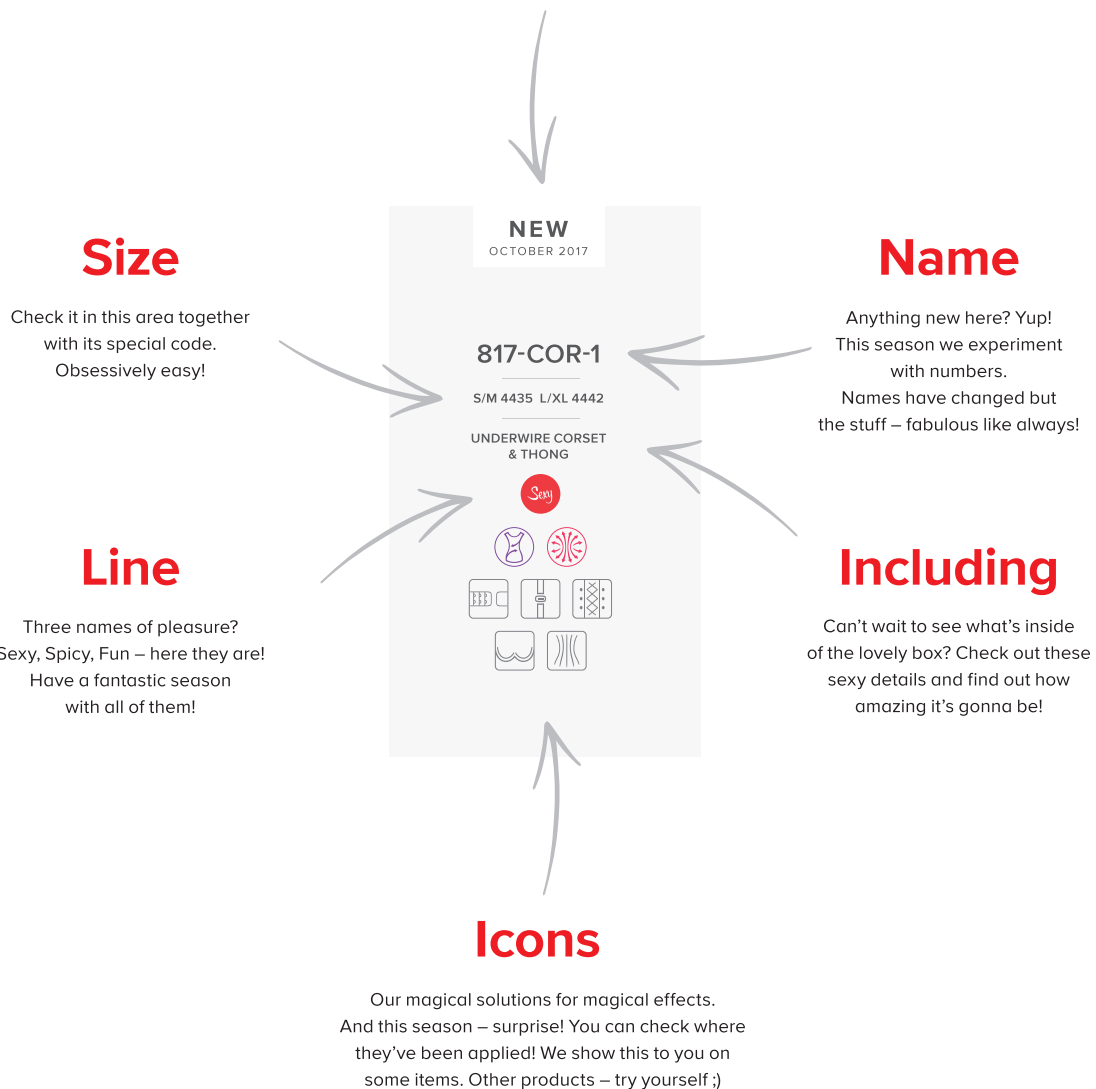 NEW
OCTOBER 2017
Size
Check it in this area together
with its special code.
Obsessively easy!
Name
Anything new here? Yup!
This season we experiment
with numbers.
Names have changed but
the stuff – fabulous like always!
817-COR-1
S/M 4435 L/XL 4442
UNDERWIRE CORSET
& THONG
Sexy
Line
Three names of pleasure?
Sexy, Spicy, Fun – here they are!
Have a fantastic season
with all of them!
Including
Can't wait to see what's inside
of the lovely box? Check out these
sexy details and find out how
amazing it's gonna be!
Icons
Our magical solutions for magical effects.
And this season – surprise! You can check where
they've been applied! We show this to you on
some items. Other products – try yourself ;)